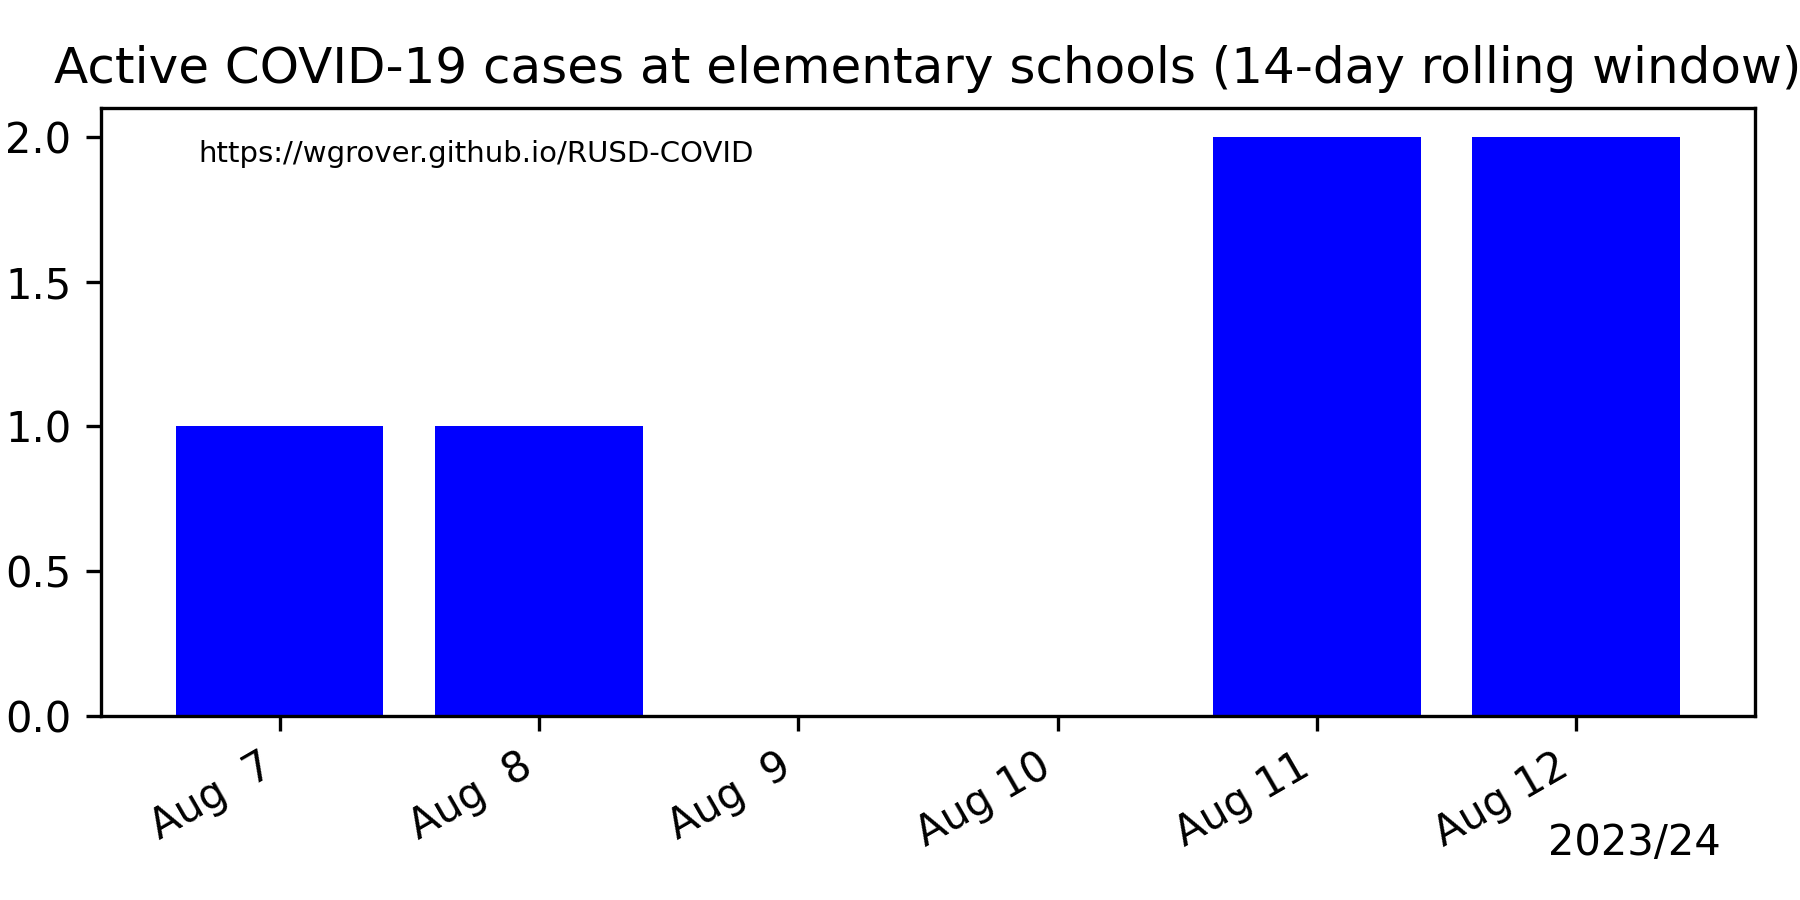 Active COVID-19 cases at elementary schools (14-day rolling window)
https://wgrover.github.io/RUSD-COVID
2.0
1.5
1.0
0.5
0.0
Aug 7
Aug 8
Aug 9
Aug 10
Aug 11
Aug 12
2023/24